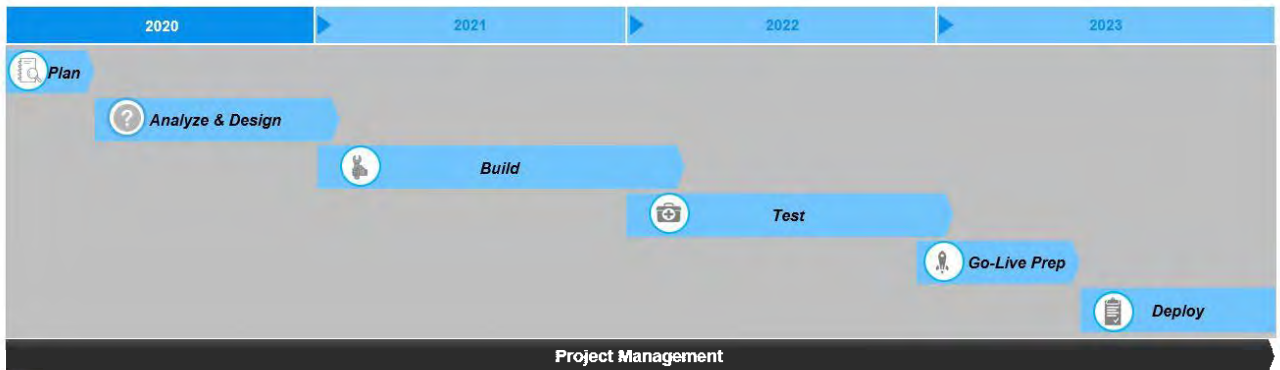 2020 2021 2022 2023
Plan
Analyze & Design
Build
Test
Go-Live Prep
Deploy
Project Management